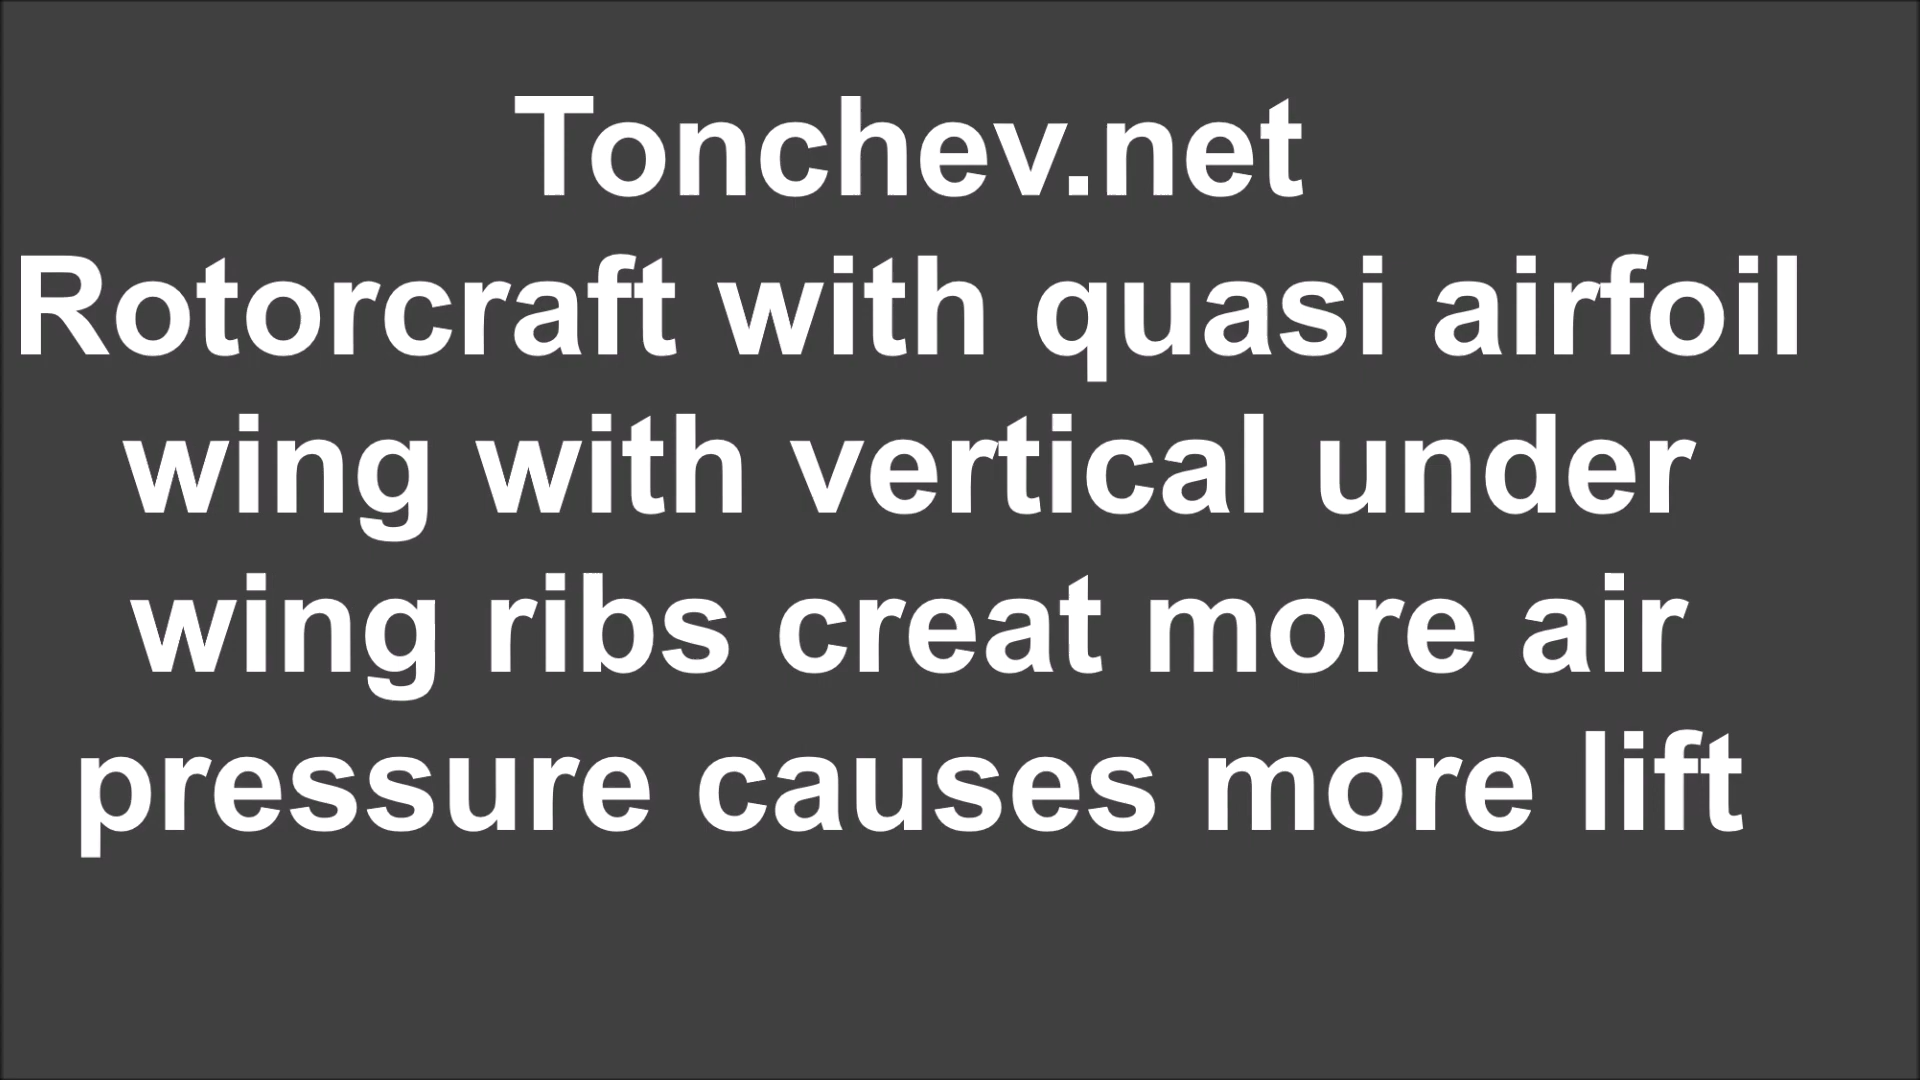 Tonchev.net
Rotorcraft with quasi airfoil
wing with vertical under
wing ribs creat more air
pressure causes more lift